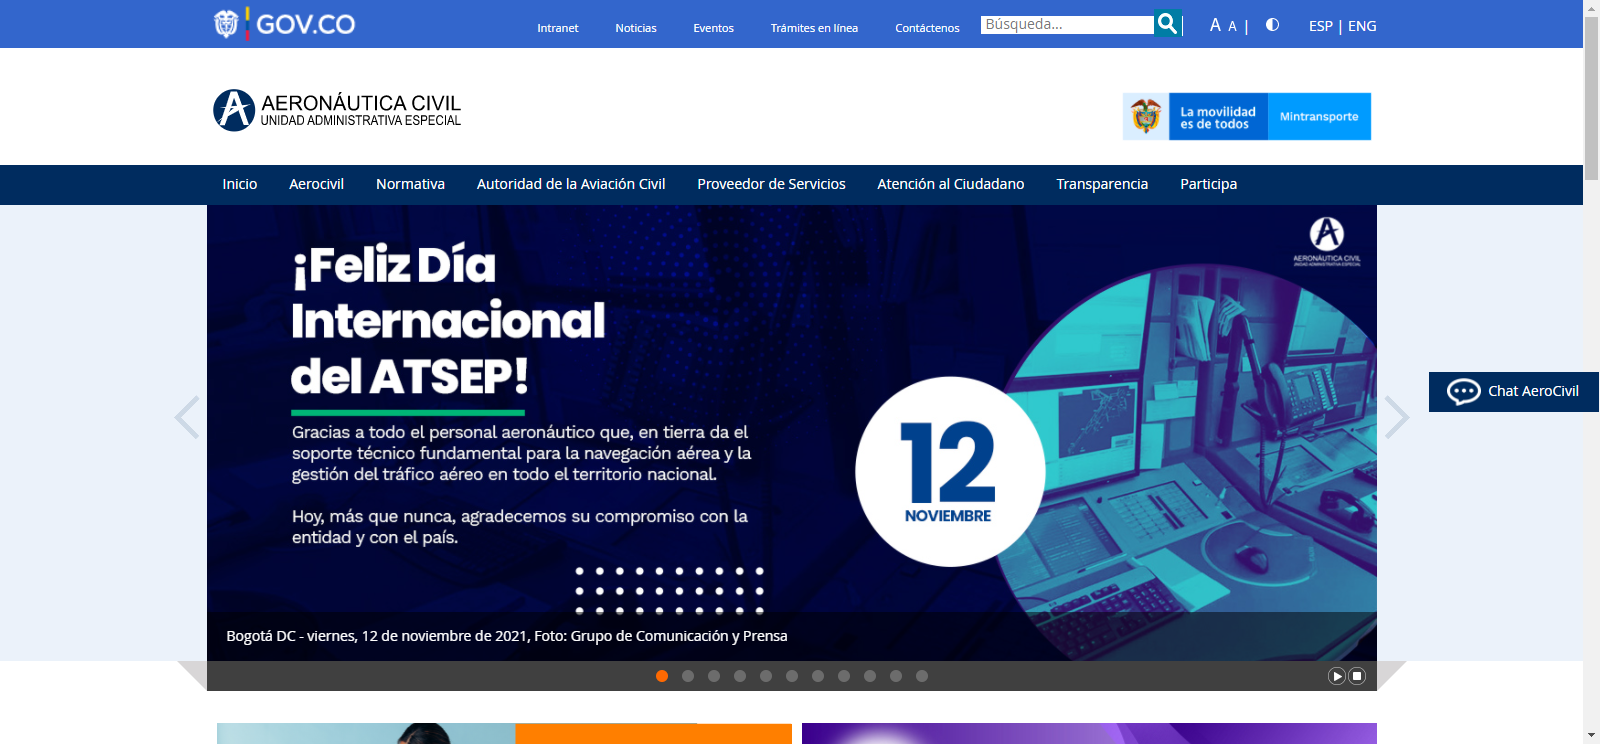 GOV.CO
Intranet
Noticias
Eventos
Trámites en línea
Contáctenos
Búsqueda...
A A |
ESP | ENG
AERONÁUTICA CIVIL
UNIDAD ADMINISTRATIVA ESPECIAL
La movilidad
es de todos
Mintransporte
Inicio
Aerocivil
Normativa
Autoridad de la Aviación Civil
Proveedor de Servicios
Atención al Ciudadano
Transparencia
Participa
AERONÁUTICA CIVIL
UNIDAD ADMINISTRATIVA ESPECIAL
¡Feliz Día
Internacional
del ATSEP!
Gracias a todo el personal aeronáutico que, en tierra da el
soporte técnico fundamental para la navegación aérea y la
gestión del tráfico aéreo en todo el territorio nacional.
Hoy, más que nunca, agradecemos su compromiso con la
entidad y con el país.
12
NOVIEMBRE
Chat AeroCivil
Bogotá DC - viernes, 12 de noviembre de 2021, Foto: Grupo de Comunicación y Prensa